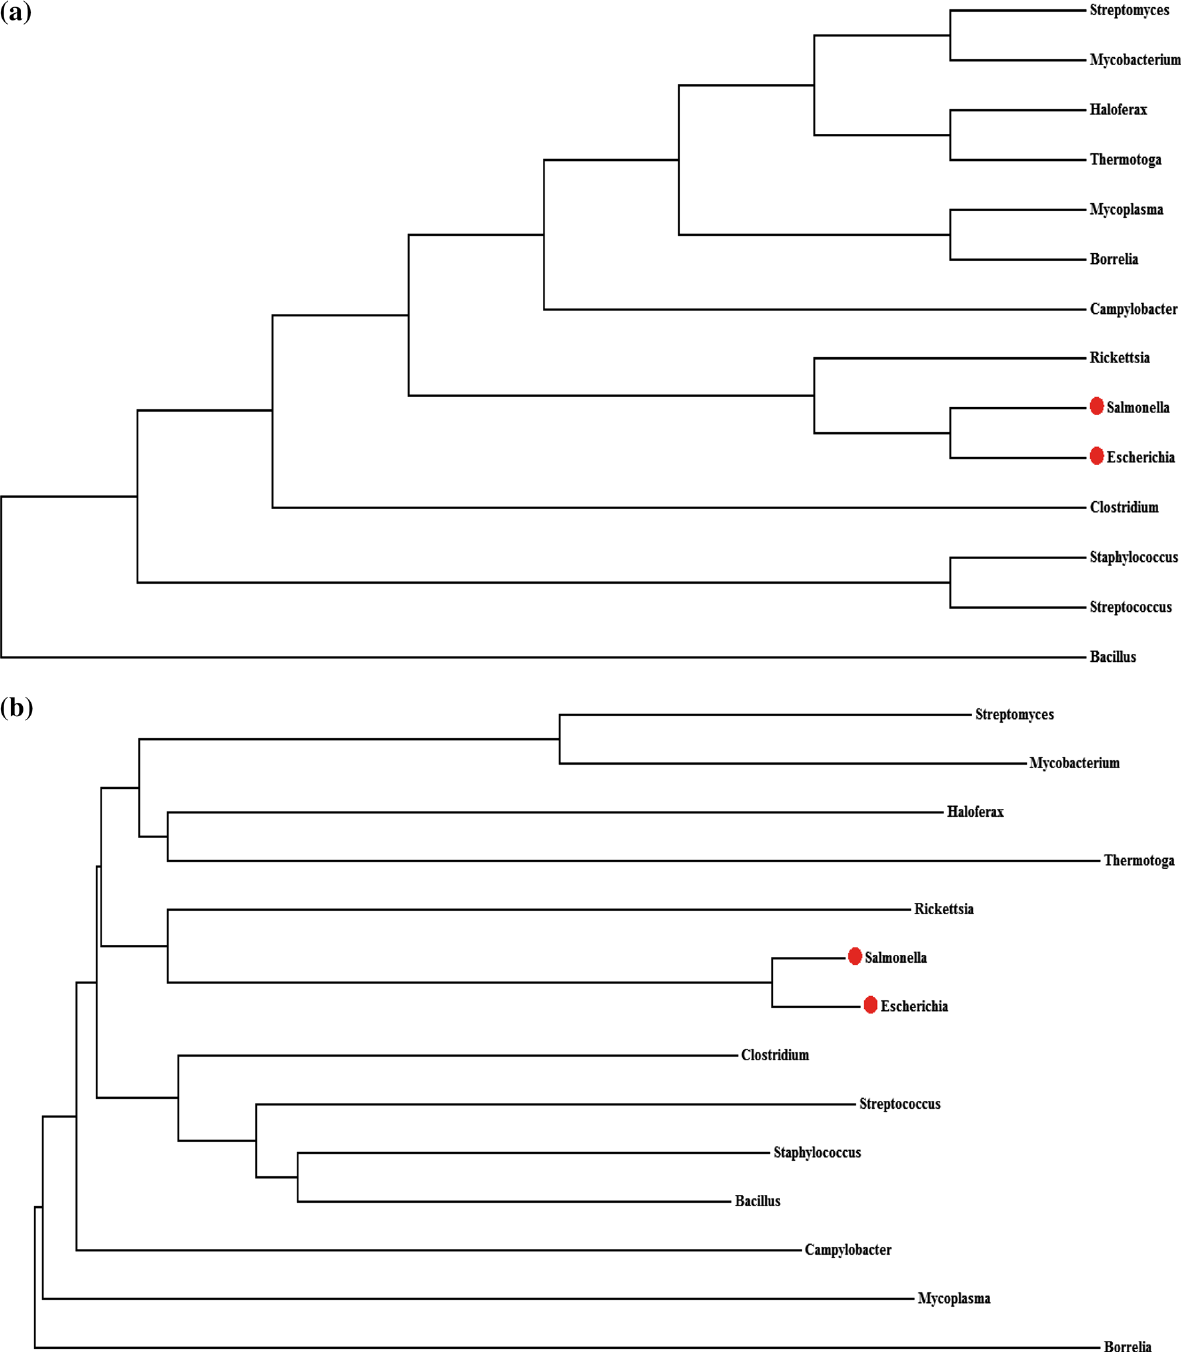 (a)
Streptomyces
Mycobacterium
Haloferax
Thermotoga
Mycoplasma
Borrelia
Campylobacter
Rickettsia
Salmonella
Escherichia
Clostridium
Staphylococcus
Streptococcus
Bacillus
(b)
Streptomyces
Mycobacterium
Haloferax
Thermotoga
Rickettsia
Salmonella
Escherichia
Clostridium
Streptococcus
Staphylococcus
Bacillus
Campylobacter
Mycoplasma
Borrelia